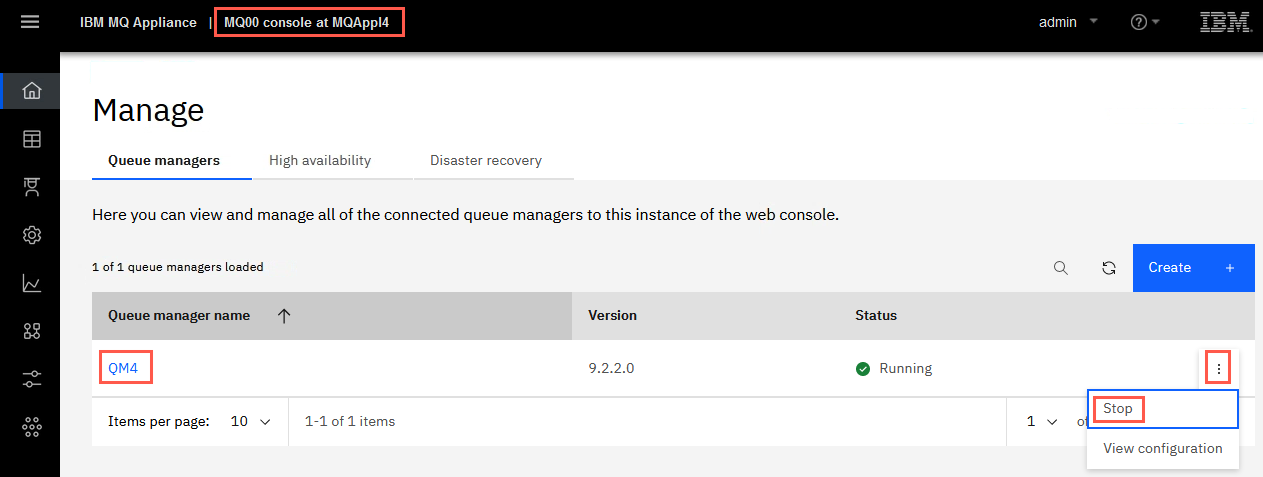 IBM MQ Appliance | MQ00 console at MQAppl4 admin IBM
Manage
Queue managers High availability Disaster recovery
Here you can view and manage all of the connected queue managers to this instance of the web console.
1 of 1 queue managers loaded Create +
Queue manager name Version Status
QM4 9.2.2.0 Running
Stop
Items per page: 10 1-1 of 1 items 1
View configuration